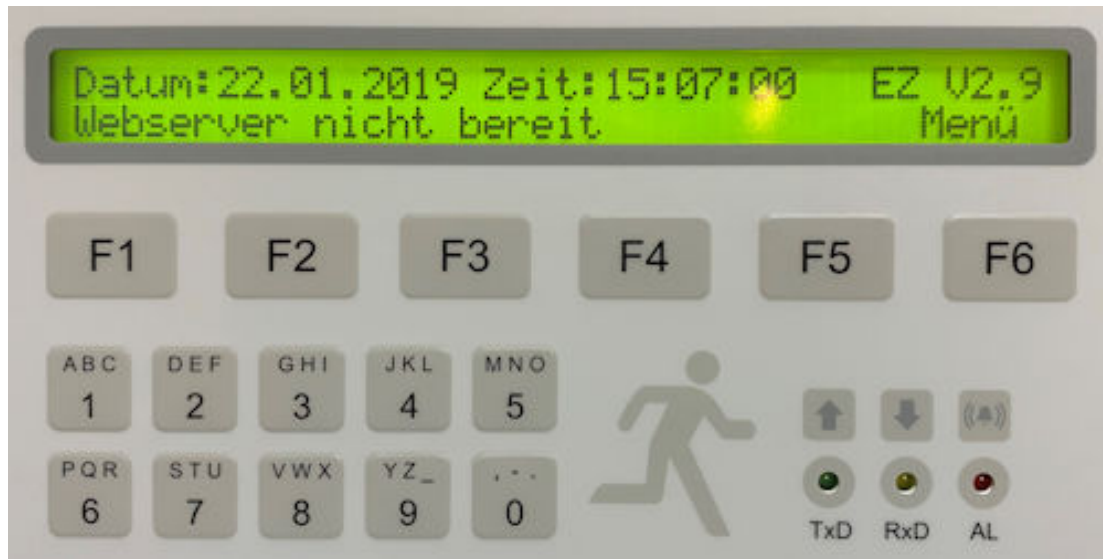 Datum:22.01.2019 Zeit:15:07:00 EZ V2.9
Webserver nicht bereit Menü
F1 F2 F3 F4 F5 F6
ABC DEF GHI JKL MNO
1 2 3 4 5
PQR STU VWX YZ_ ,-.
6 7 8 9 0
TxD RxD AL